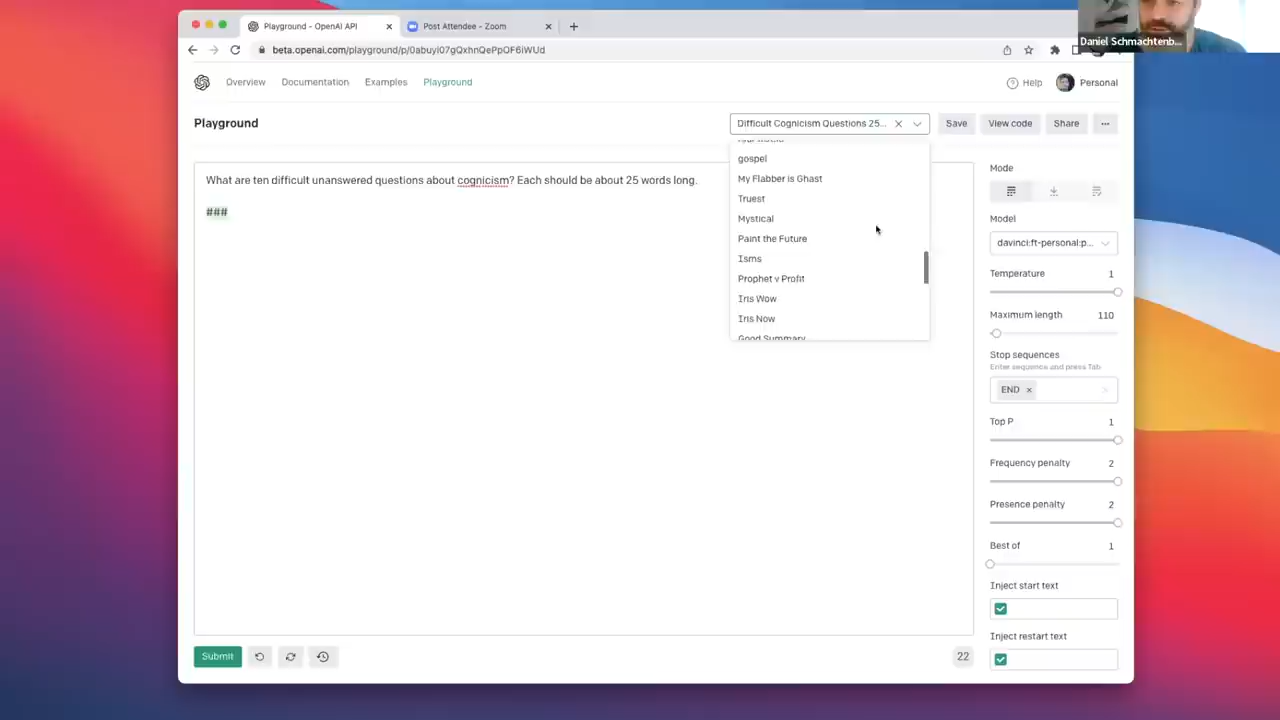 Daniel Schmachtenb...
Playground - OpenAI API
Post Attendee - Zoom
beta.openai.com/playground/p/0abuyl07gQxhnQePpQF6iWUd
Overview
Documentation
Examples
Playground
Help
Personal
Playground
Difficult Cognicism Questions 25...
Save
View code
Share
What are ten difficult unanswered questions about cognicism? Each should be about 25 words long.
###
gospel
My Flabber is Ghast
Truest
Mystical
Paint the Future
Isms
Prophet v Profit
Iris Wow
Iris Now
Good Summary
Mode
Model
davinci:ft-personal:p...
Temperature 1
Maximum length 110
Stop sequences
Enter sequence and press Tab
END
Top P 1
Frequency penalty 2
Presence penalty 2
Best of 1
Inject start text
Inject restart text
Submit
22